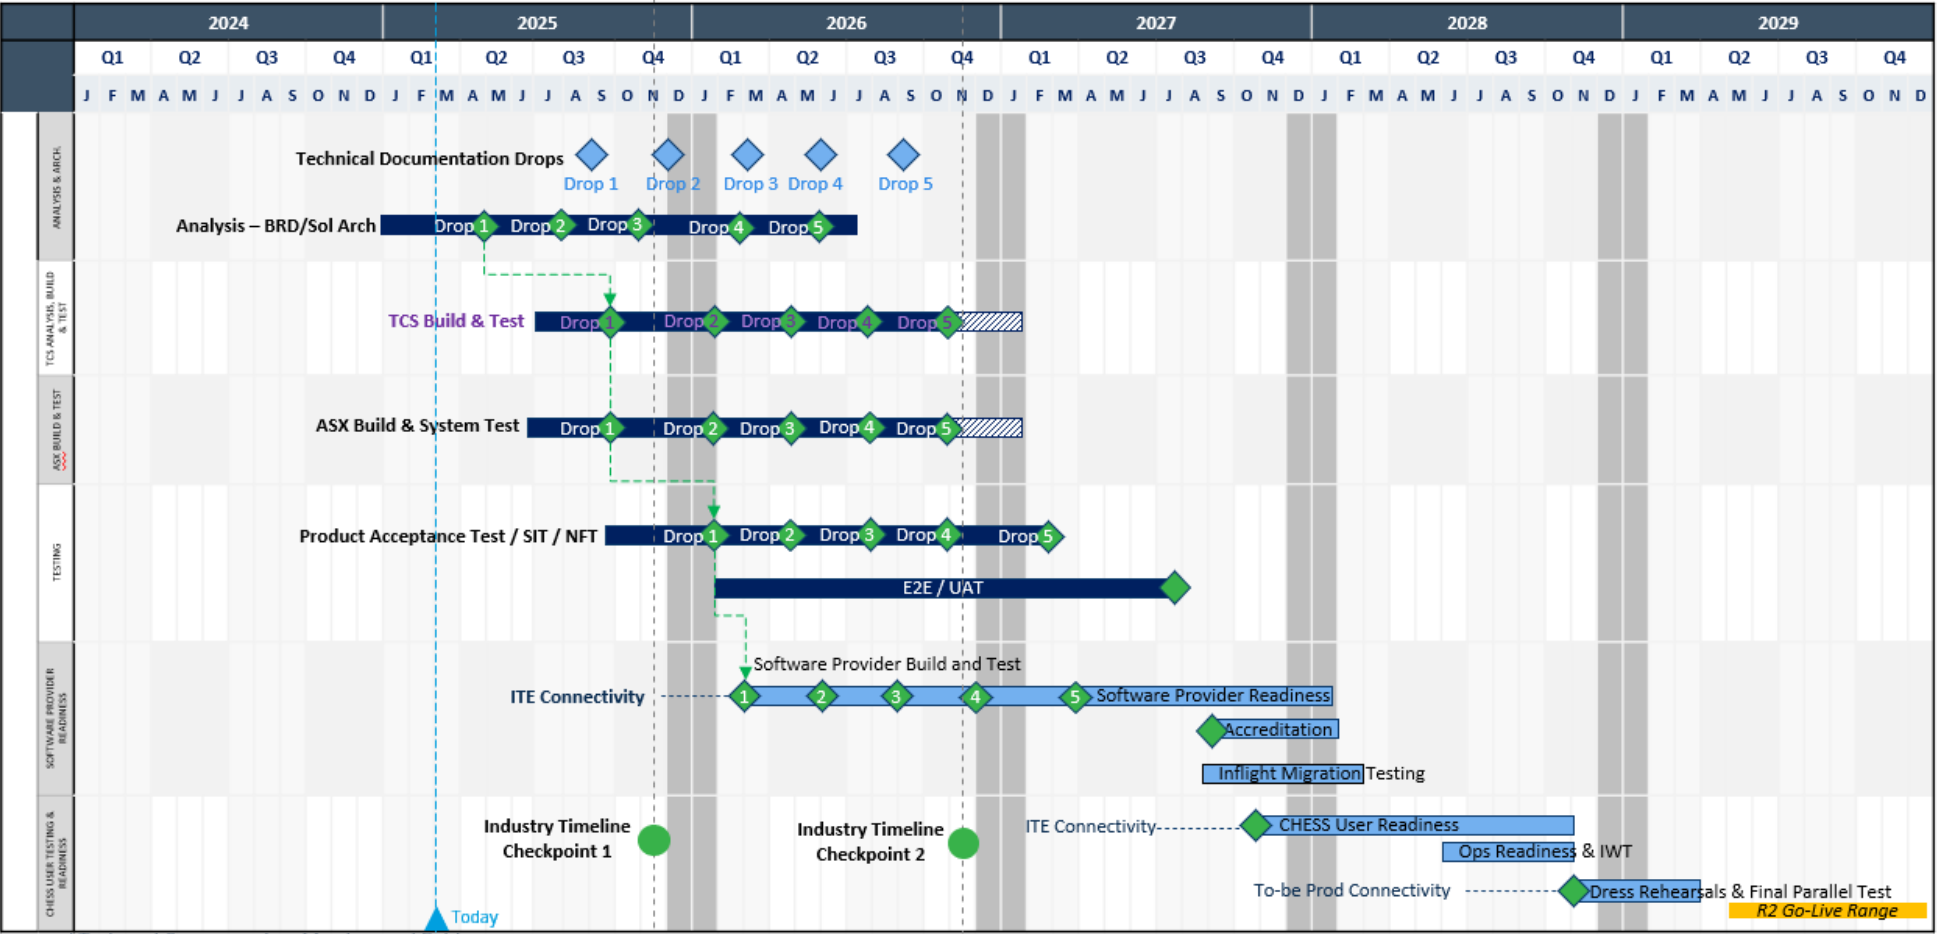 2024 2025 2026 2027 2028 2029
Q1 Q2 Q3 Q4 Q1 Q2 Q3 Q4 Q1 Q2 Q3 Q4 Q1 Q2 Q3 Q4 Q1 Q2 Q3 Q4 Q1 Q2 Q3 Q4
J F M A M J J A S O N D J F M A M J J A S O N D J F M A M J J A S O N D J F M A M J J A S O N D J F M A M J J A S O N D J F M A M J J A S O N D
ANALYSIS & ARCH.
Technical Documentation Drops
Drop 1 Drop 2 Drop 3 Drop 4 Drop 5
Analysis – BRD/Sol Arch Drop 1 Drop 2 Drop 3 Drop 4 Drop 5
TCS ANALYSIS, BUILD
& TEST
TCS Build & Test Drop 1 Drop 2 Drop 3 Drop 4 Drop 5
ASX BUILD & TEST
ASX Build & System Test Drop 1 Drop 2 Drop 3 Drop 4 Drop 5
TESTING
Product Acceptance Test / SIT / NFT Drop 1 Drop 2 Drop 3 Drop 4 Drop 5
E2E / UAT
SOFTWARE PROVIDER
READINESS
Software Provider Build and Test
ITE Connectivity 1 2 3 4 5 Software Provider Readiness
Accreditation
Inflight Migration Testing
CHESS USER TESTING &
READINESS
Industry Timeline
Checkpoint 1
Industry Timeline
Checkpoint 2
ITE Connectivity CHESS User Readiness
Ops Readiness & IWT
To-be Prod Connectivity Dress Rehearsals & Final Parallel Test
R2 Go-Live Range
Today